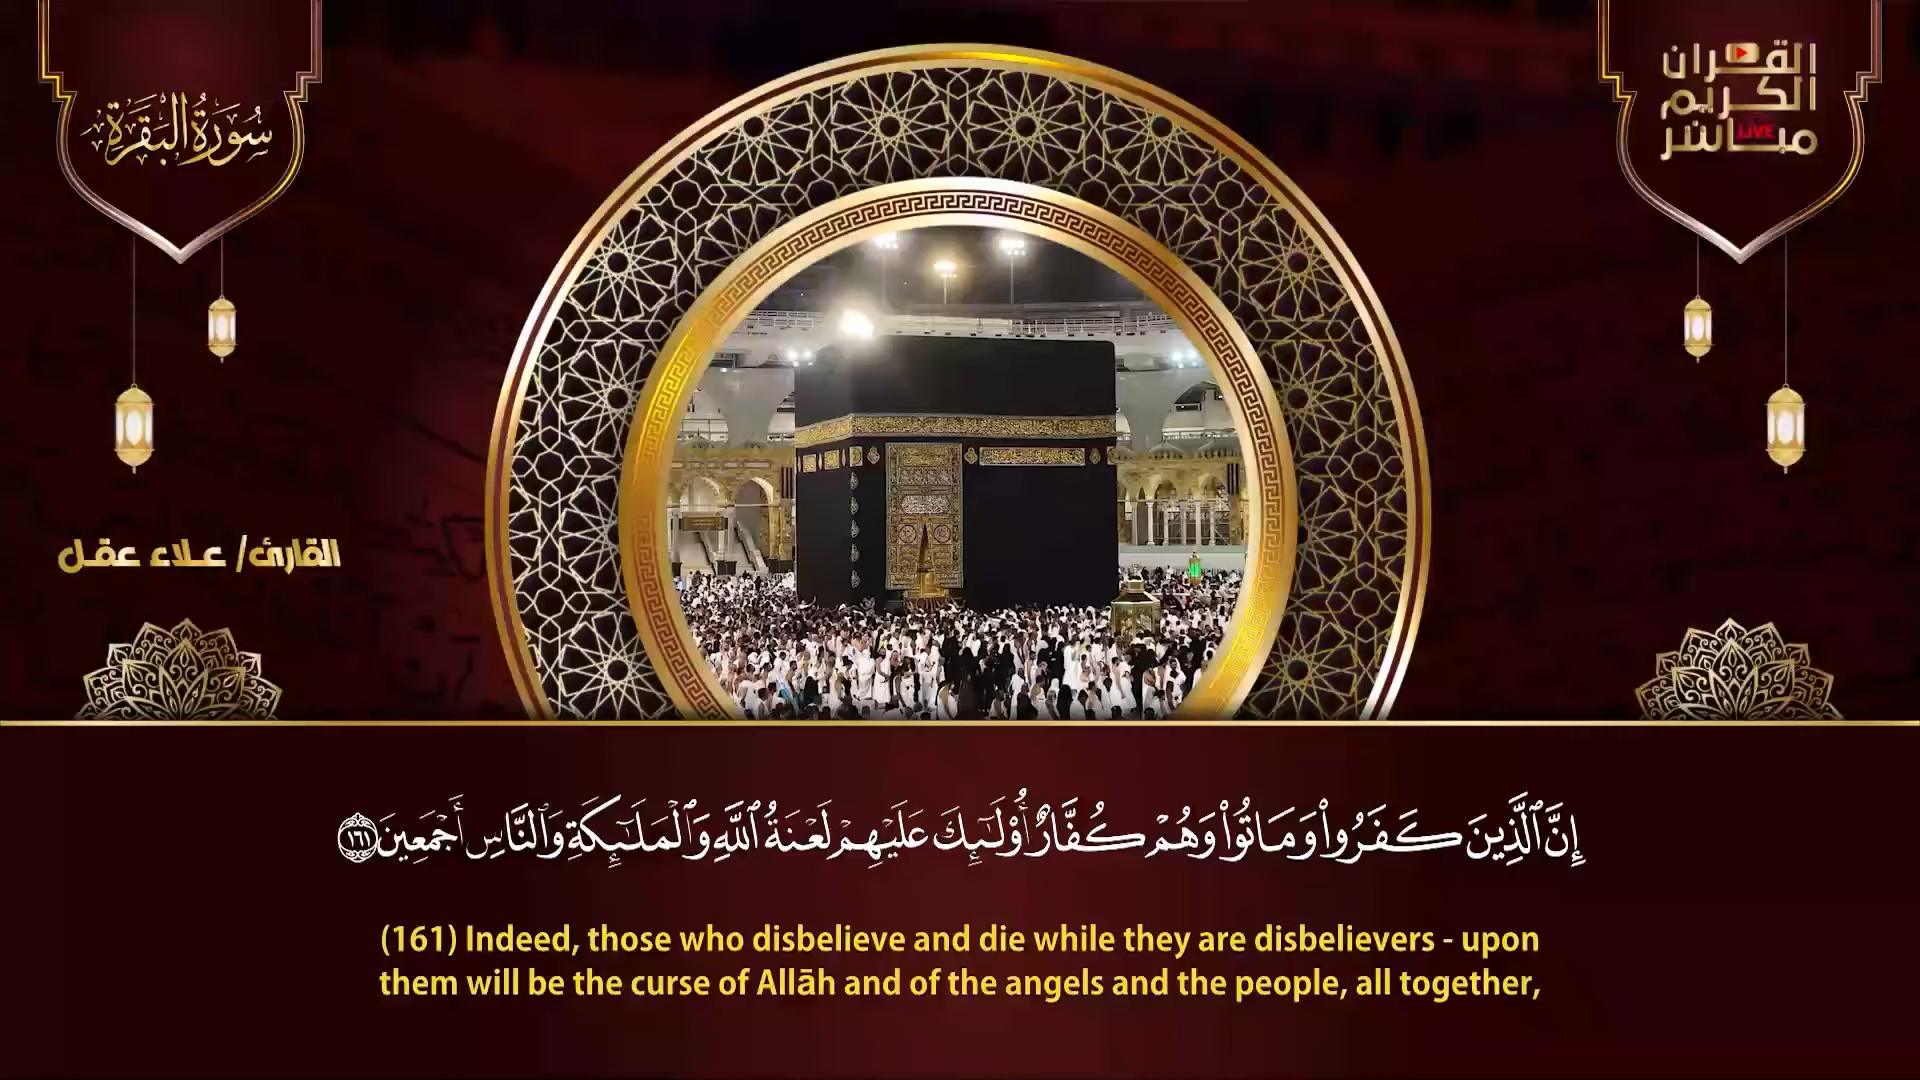 سُورَةُ البَقَرَةِ
القرآن
الكريم
مباشر
LIVE
القارئ/ علاء عقل
إِنَّ ٱلَّذِينَ كَفَرُوا۟ وَمَاتُوا۟ وَهُمْ كُفَّارٌ أُو۟لَـٰٓئِكَ عَلَيْهِمْ لَعْنَةُ ٱللَّهِ وَٱلْمَلَـٰٓئِكَةِ وَٱلنَّاسِ أَجْمَعِينَ ١٦١
(161) Indeed, those who disbelieve and die while they are disbelievers - upon
them will be the curse of Allāh and of the angels and the people, all together,